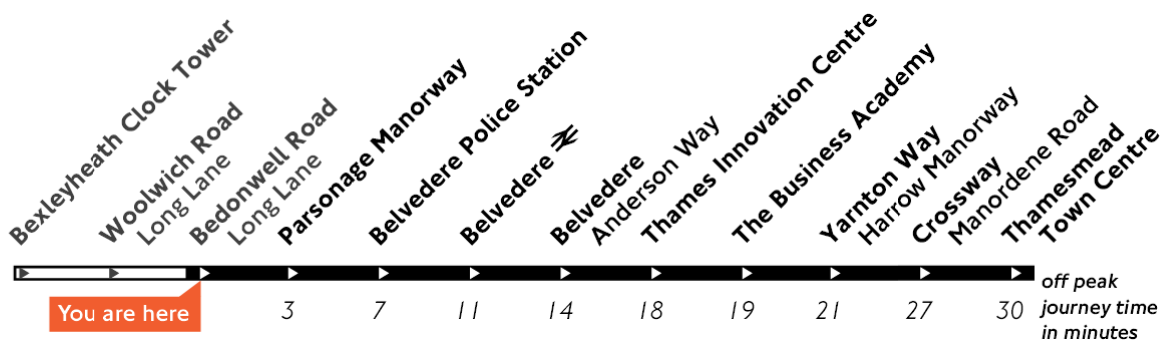 Bexleyheath Clock Tower
Woolwich Road
Long Lane
Bedonwell Road
Long Lane
Parsonage Manorway
Belvedere Police Station
Belvedere
Belvedere
Anderson Way
Thames Innovation Centre
The Business Academy
Yarnton Way
Harrow Manorway
Crossway
Manordene Road
Thamesmead
Town Centre
You are here
3 7 11 14 18 19 21 27 30
off peak
journey time
in minutes